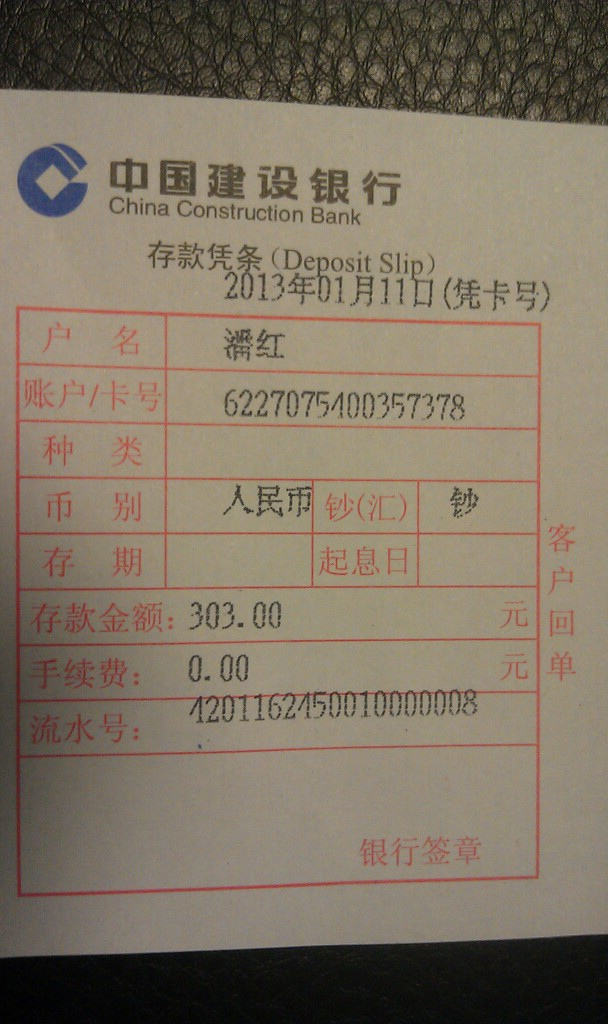 中国建设银行
China Construction Bank
存款凭条(Deposit Slip)
2013年01月11日(凭卡号)
户 名 潘红
账户/卡号 6227075400357378
种 类
币 别 人民币 钞(汇) 钞
存 期 起息日
存款金额: 303.00 元
手续费: 0.00 元
流水号: 4201162450010000008
银行签章
客户回单